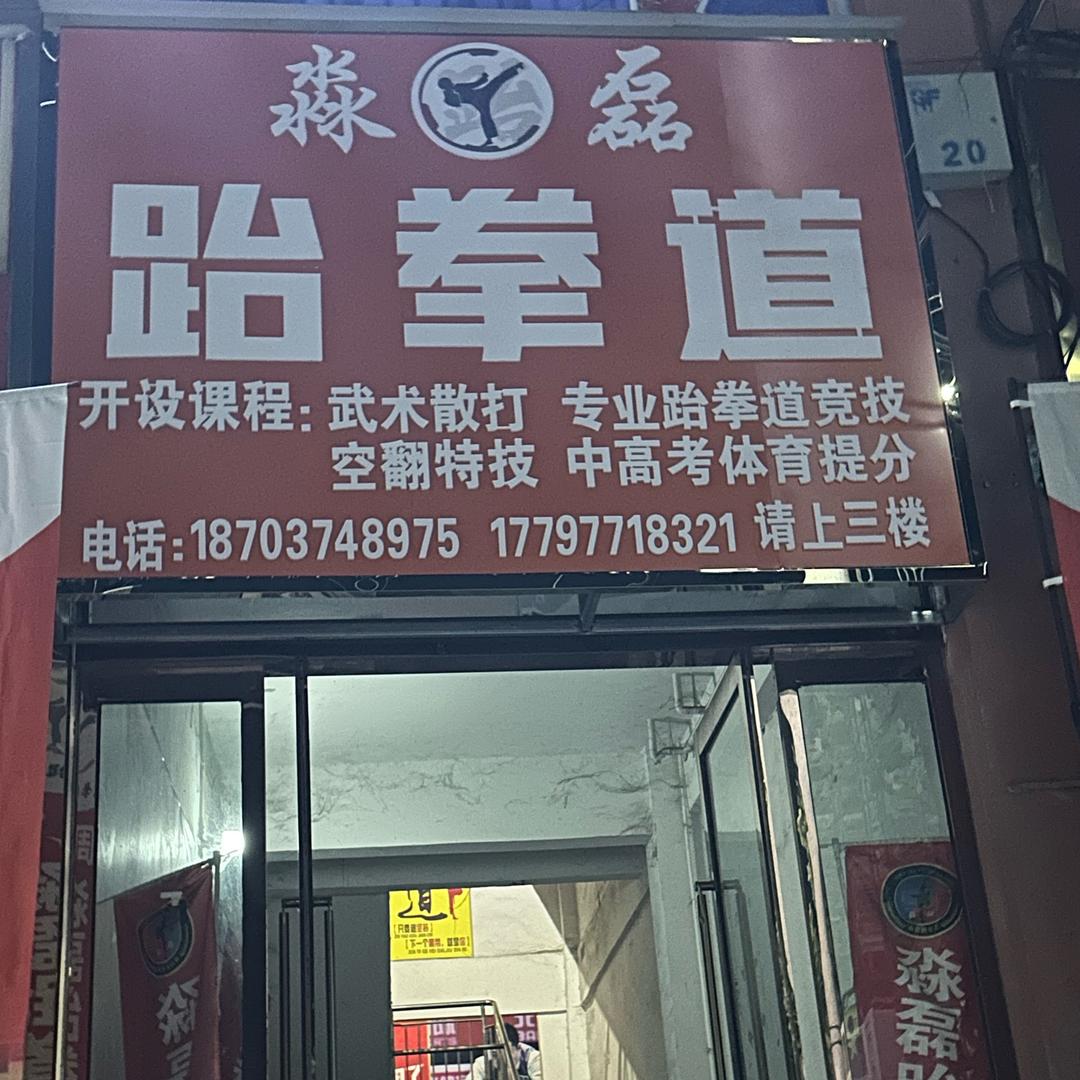 淼 磊
跆拳道
开设课程: 武术散打 专业跆拳道竞技
空翻特技 中高考体育提分
电话:18703748975 17797718321 请上三楼
20
道
淼磊跆